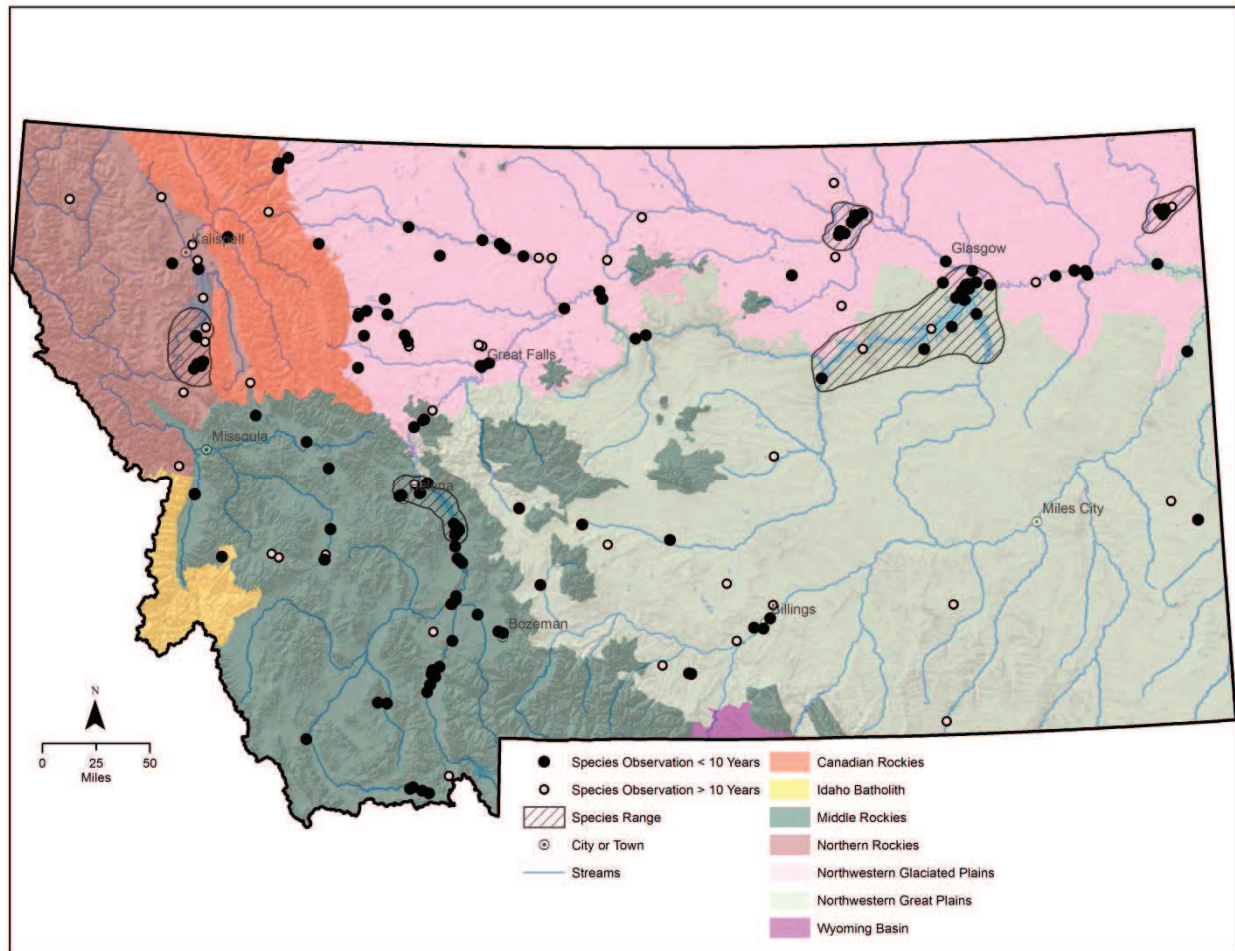 Kalispell
Glasgow
Great Falls
Missoula
Helena
Miles City
Billings
Bozeman
N
0 25 50
Miles
Species Observation < 10 Years
Species Observation > 10 Years
Species Range
City or Town
Streams
Canadian Rockies
Idaho Batholith
Middle Rockies
Northern Rockies
Northwestern Glaciated Plains
Northwestern Great Plains
Wyoming Basin